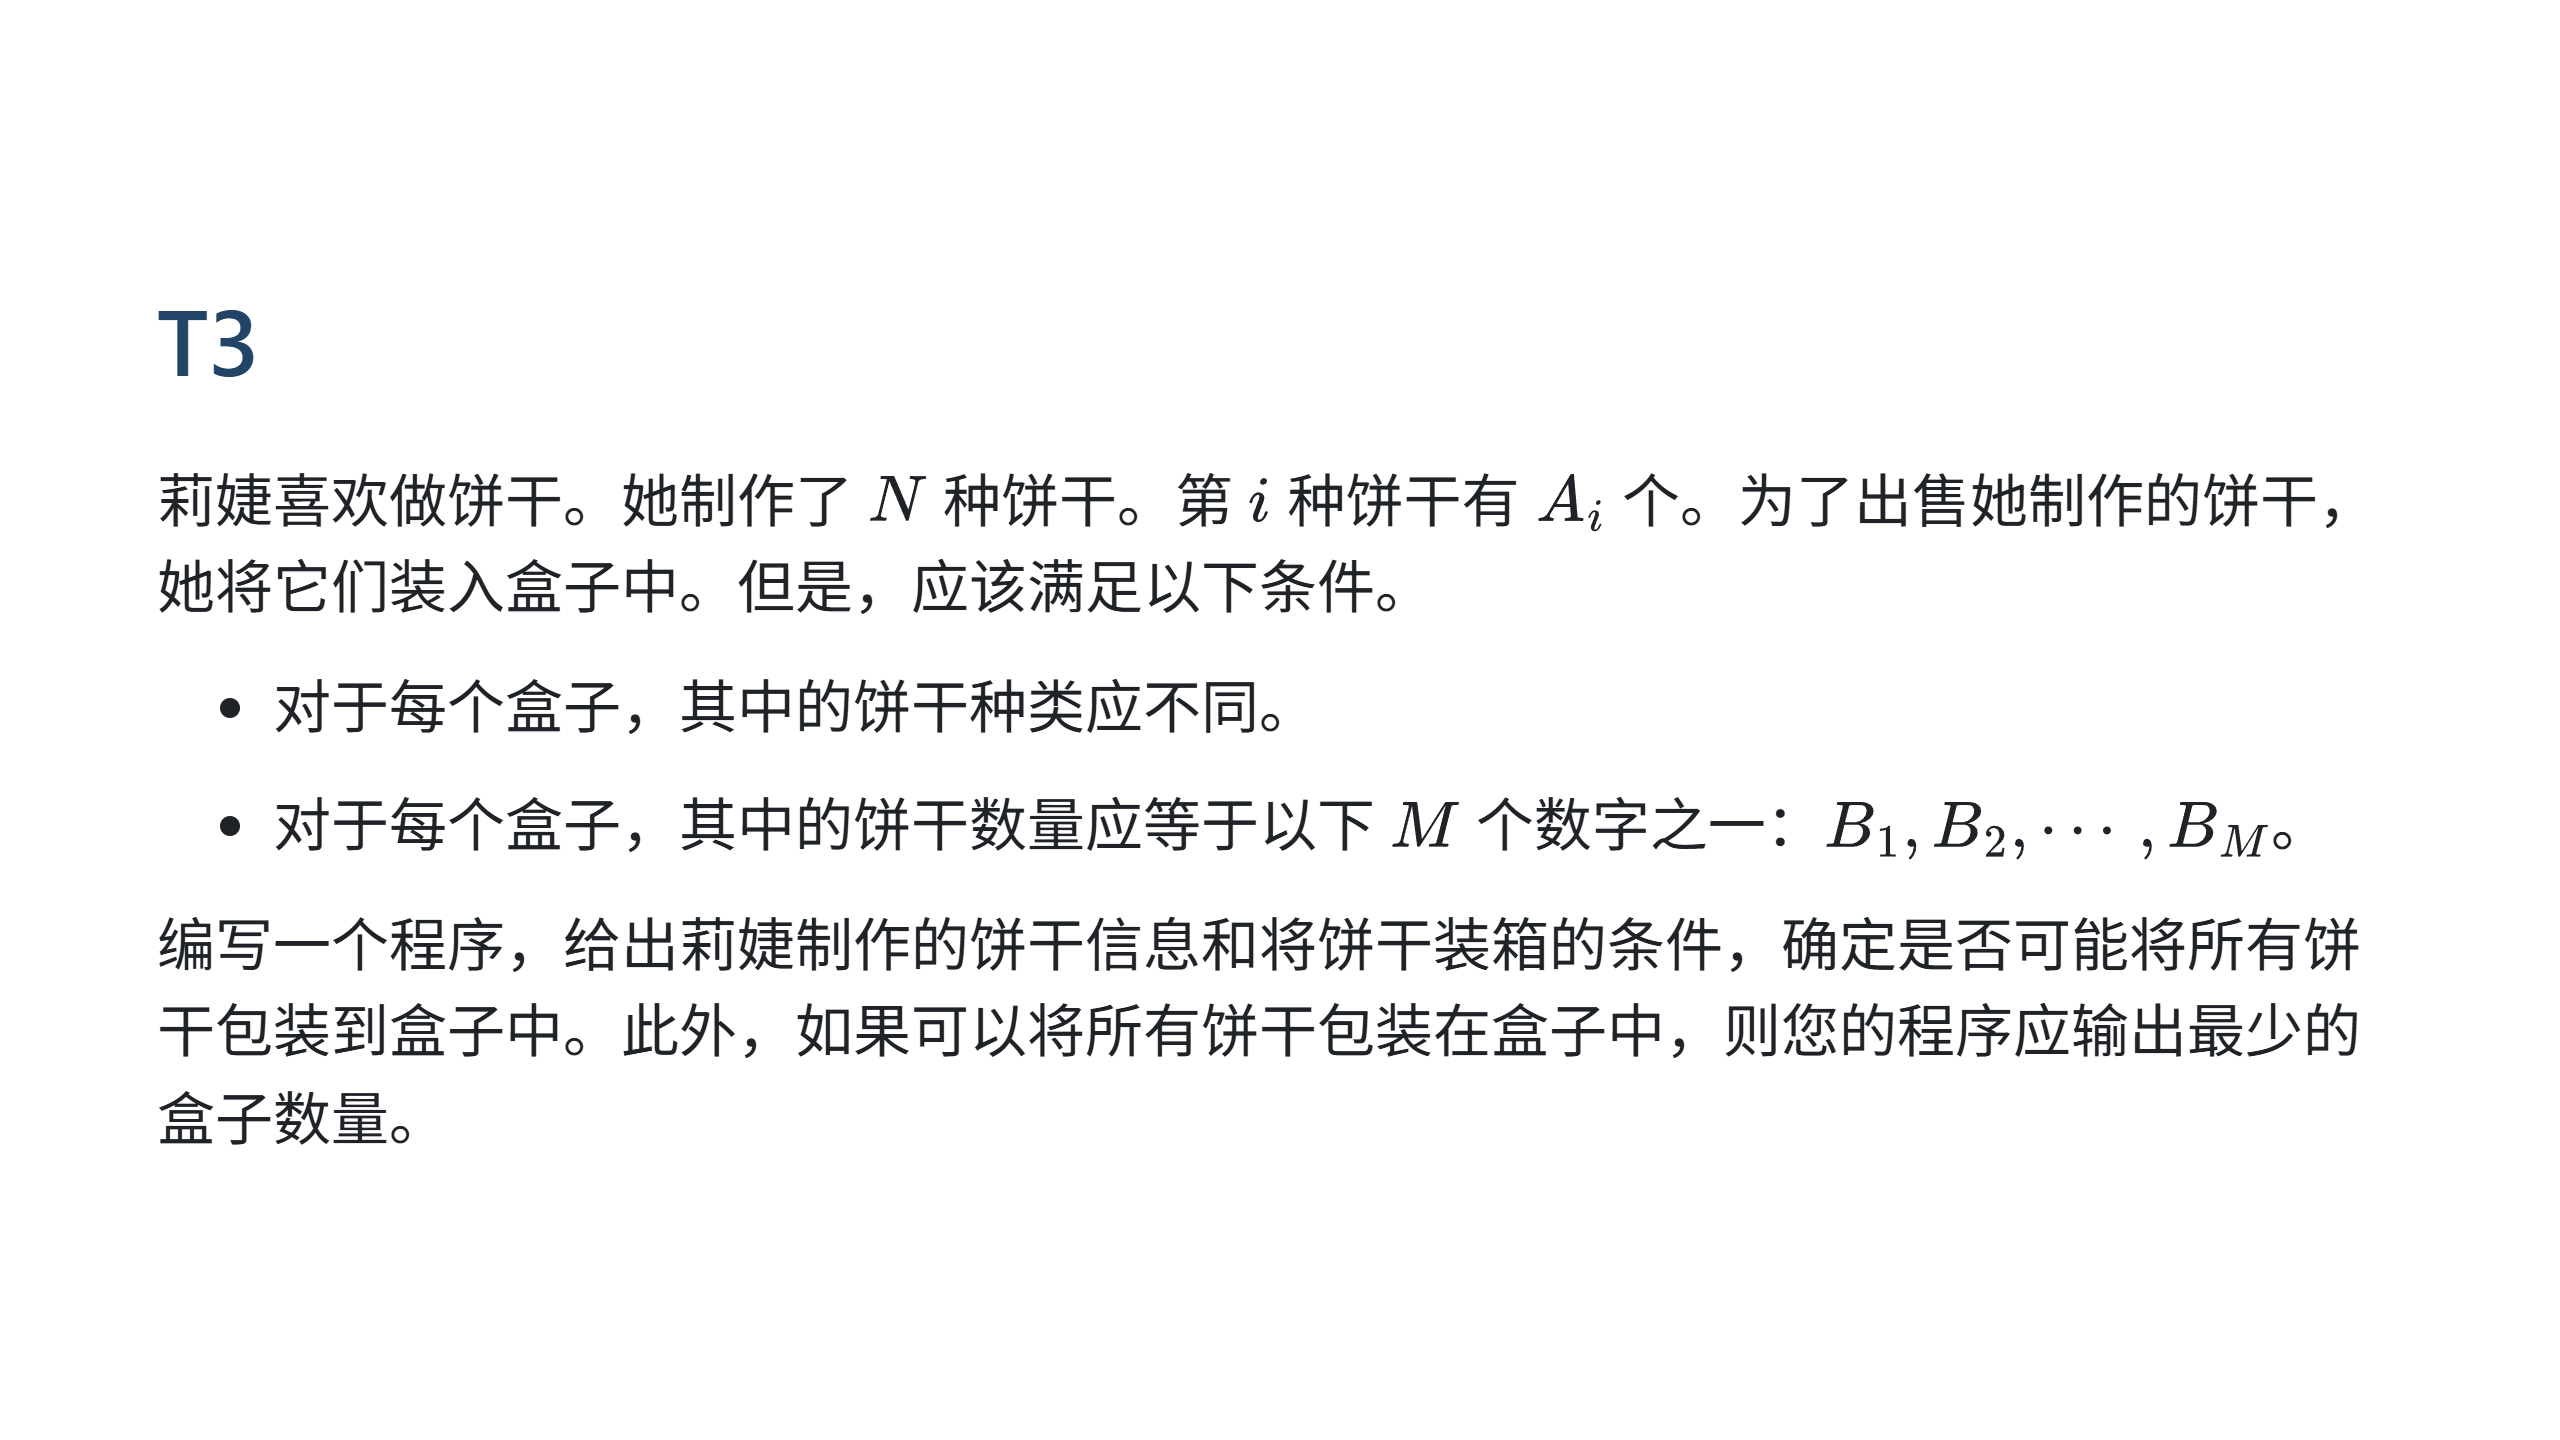 T3
莉婕喜欢做饼干。她制作了 N 种饼干。第 i 种饼干有 A_i 个。为了出售她制作的饼干，
她将它们装入盒子中。但是，应该满足以下条件。
• 对于每个盒子，其中的饼干种类应不同。
• 对于每个盒子，其中的饼干数量应等于以下 M 个数字之一：B_1, B_2, ⋯ , B_M。
编写一个程序，给出莉婕制作的饼干信息和将饼干装箱的条件，确定是否可能将所有饼
干包装到盒子中。此外，如果可以将所有饼干包装在盒子中，则您的程序应输出最少的
盒子数量。